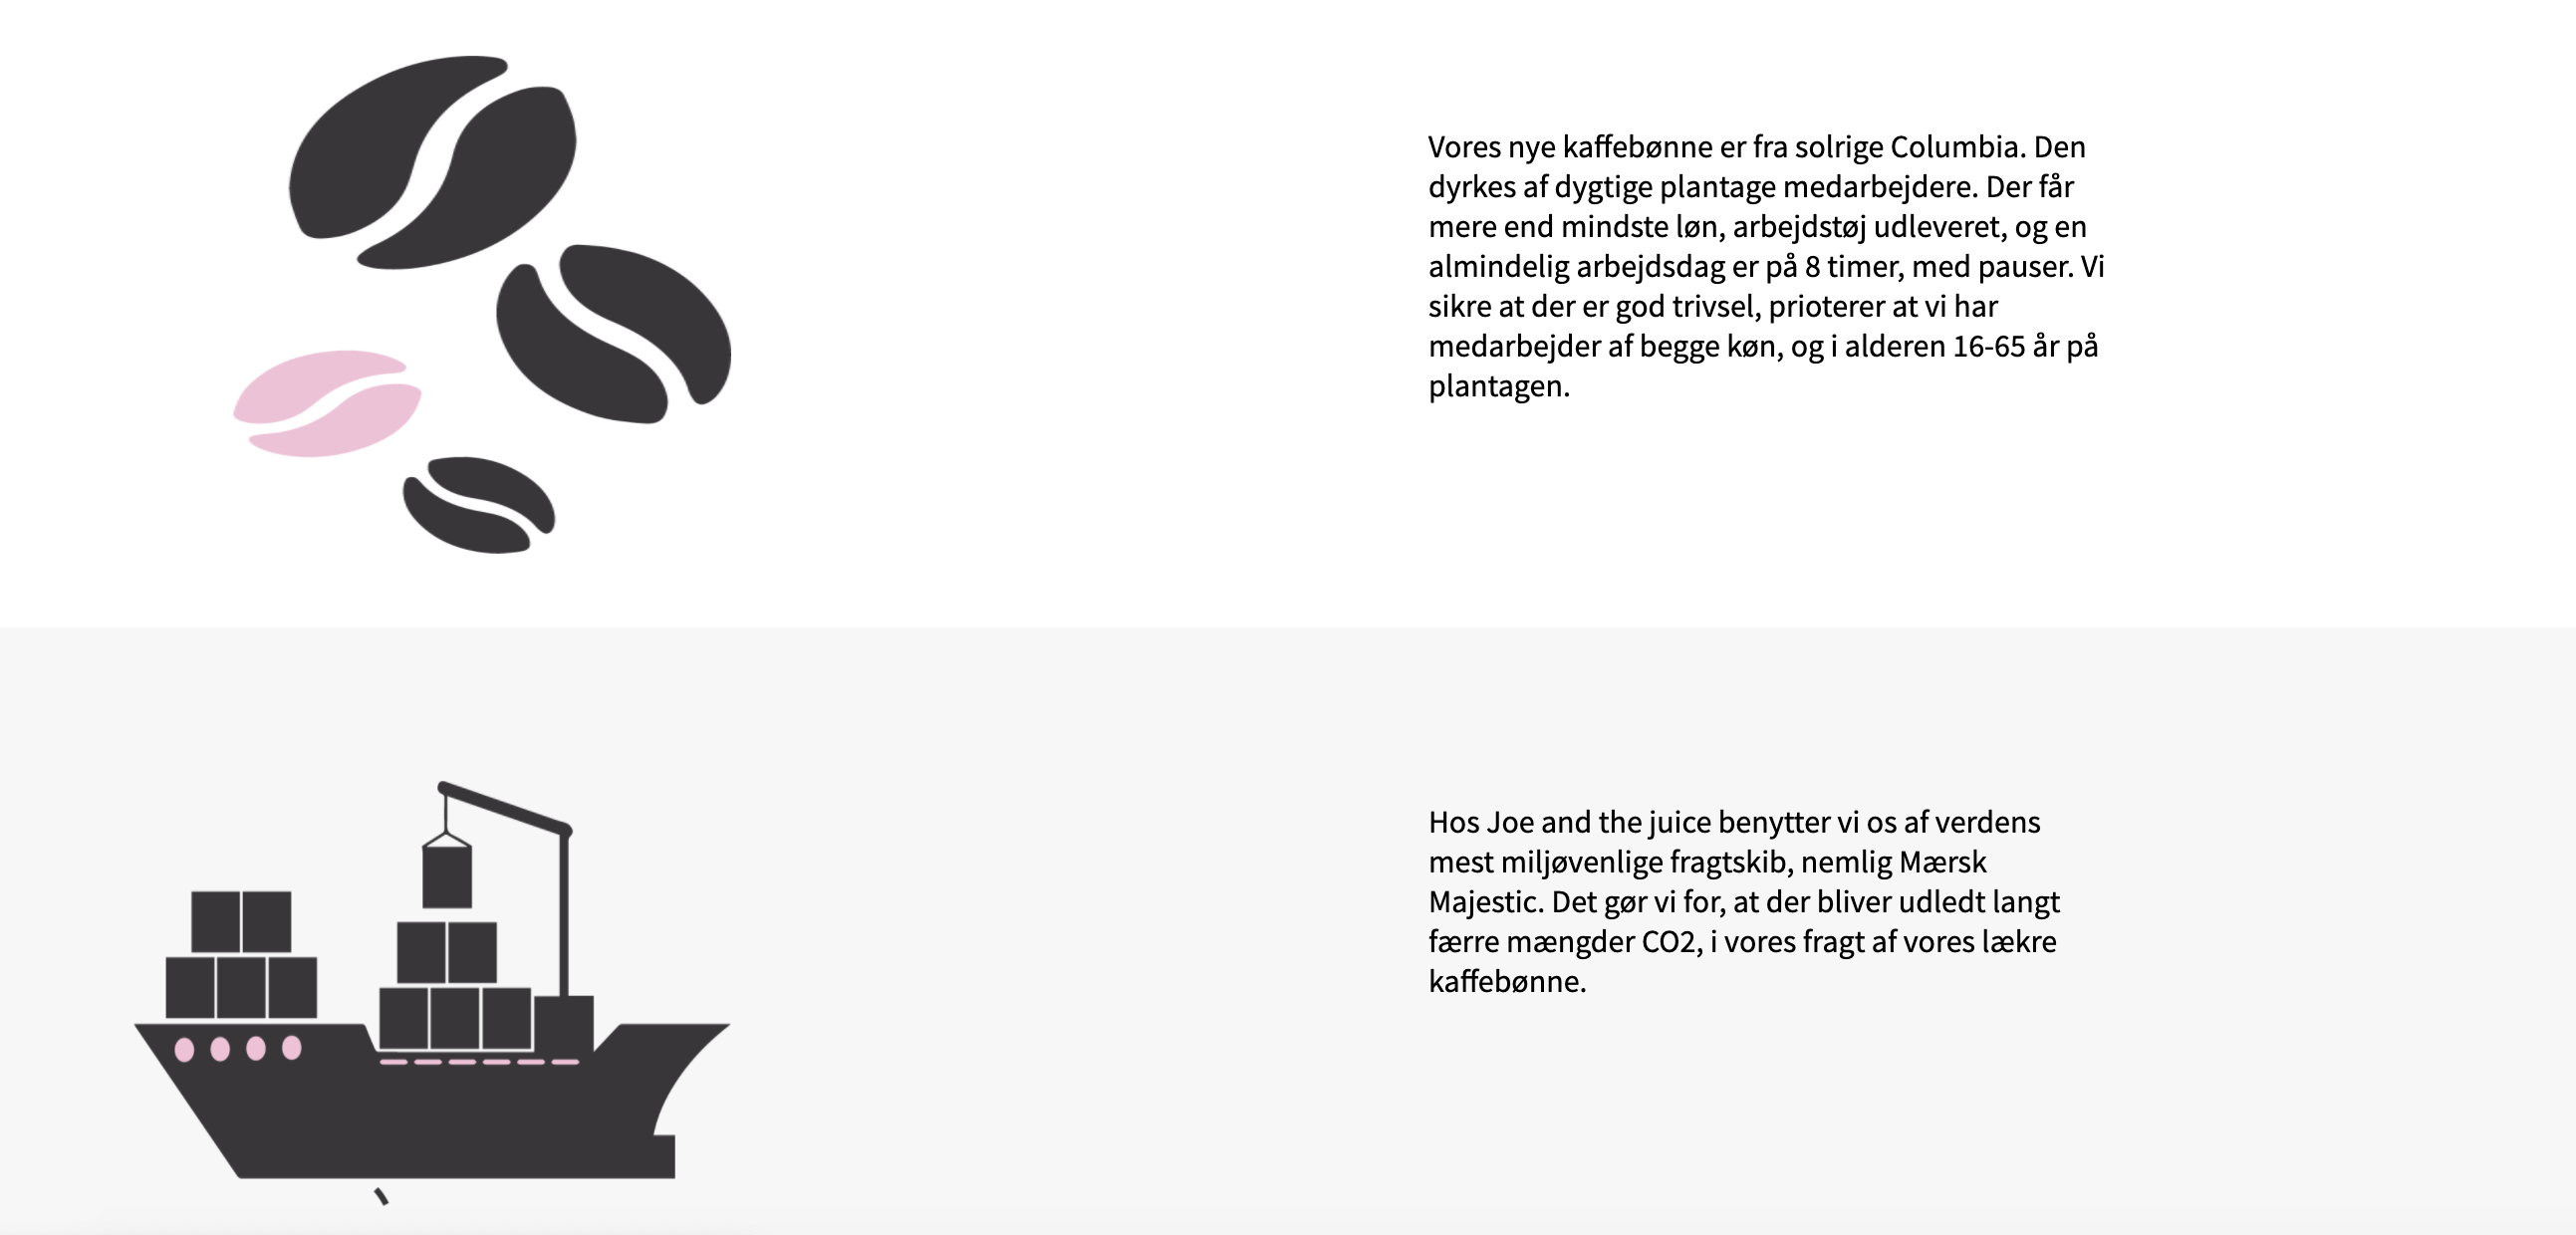 Vores nye kaffebønne er fra solrige Columbia. Den
dyrkes af dygtige plantage medarbejdere. Der får
mere end mindste løn, arbejdstøj udleveret, og en
almindelig arbejdsdag er på 8 timer, med pauser. Vi
sikre at der er god trivsel, prioterer at vi har
medarbejder af begge køn, og i alderen 16-65 år på
plantagen.
Hos Joe and the juice benytter vi os af verdens
mest miljøvenlige fragtskib, nemlig Mærsk
Majestic. Det gør vi for, at der bliver udledt langt
færre mængder CO2, i vores fragt af vores lækre
kaffebønne.